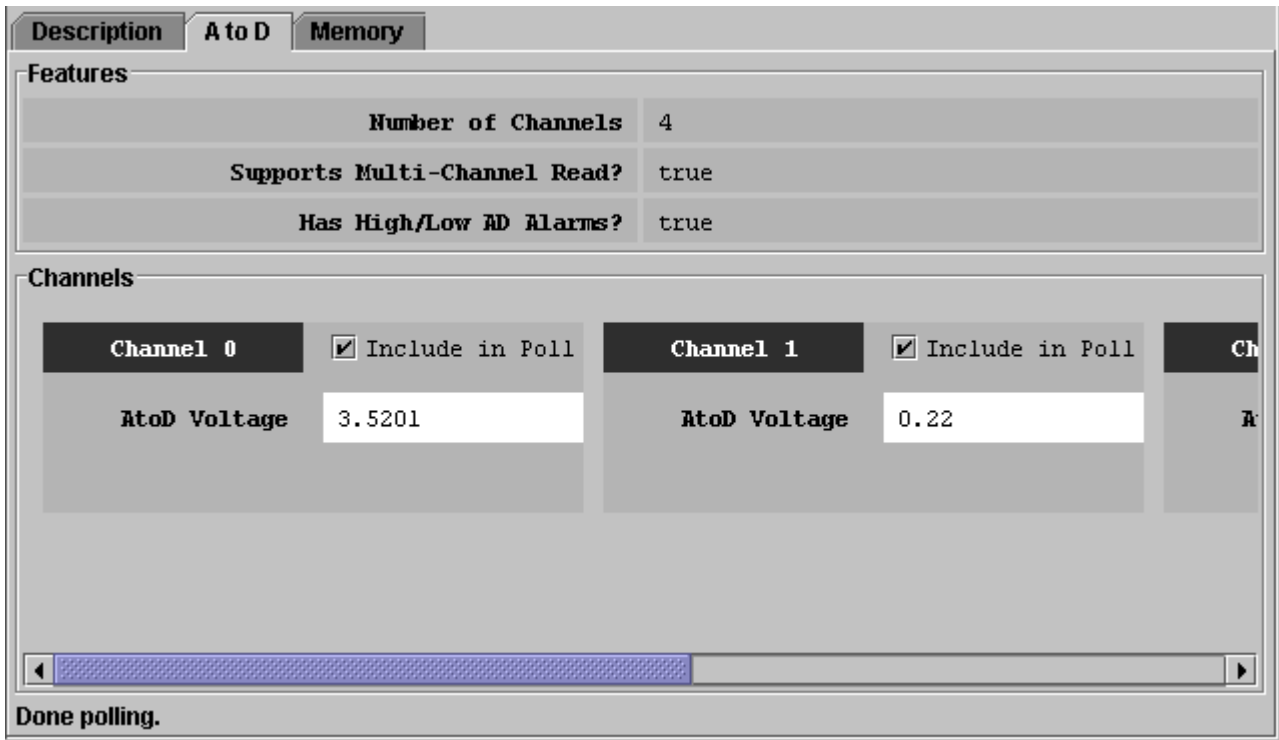 Description A to D Memory
Features
Number of Channels 4
Supports Multi-Channel Read? true
Has High/Low AD Alarms? true
Channels
Channel 0 Include in Poll Channel 1 Include in Poll Ch
AtoD Voltage 3.5201 AtoD Voltage 0.22 A
Done polling.